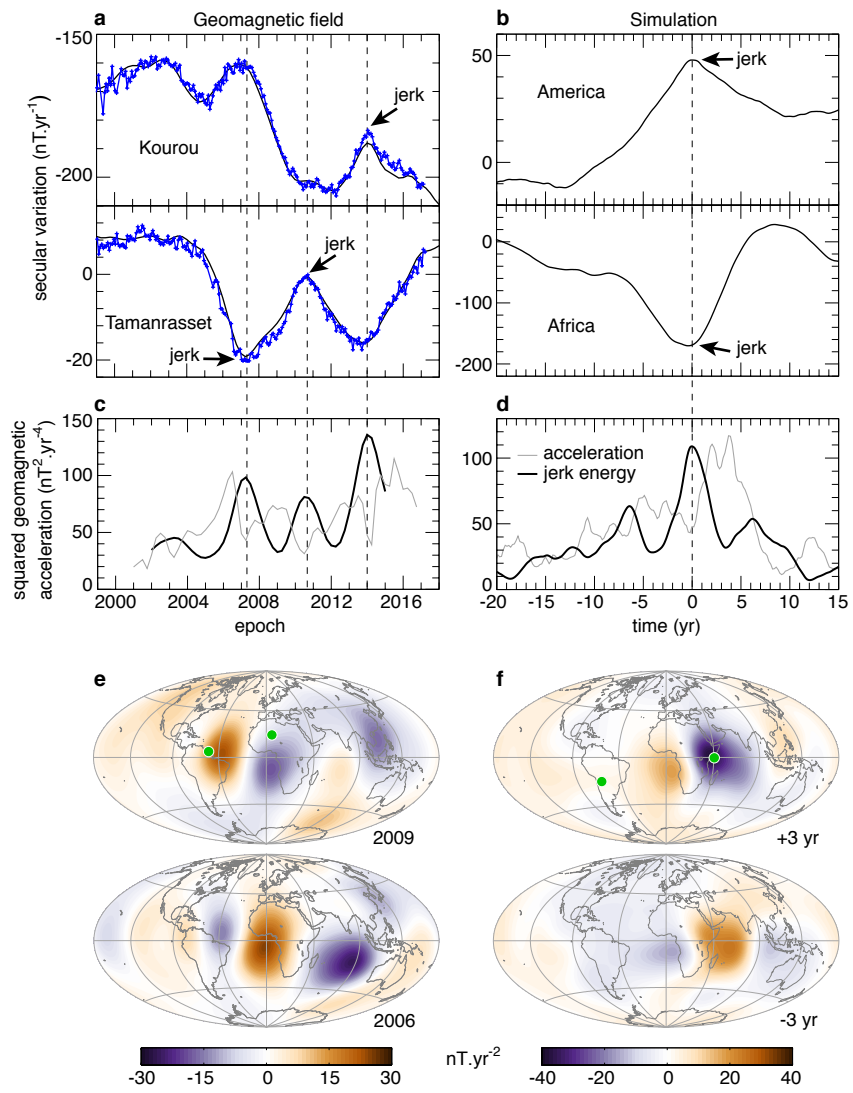 Geomagnetic field
Simulation
a
b
-150
-200
Kourou
jerk
50
0
America
jerk
secular variation (nT.yr-1)
0
-20
Tamanrasset
jerk
jerk
0
-100
-200
Africa
jerk
c
d
squared geomagnetic
acceleration (nT2.yr-4)
150
100
50
0
2000
2004
2008
2012
2016
epoch
100
50
0
acceleration
jerk energy
-20
-15
-10
-5
0
5
10
15
time (yr)
e
f
2009
+3 yr
2006
-3 yr
-30
-15
0
15
30
nT.yr-2
-40
-20
0
20
40